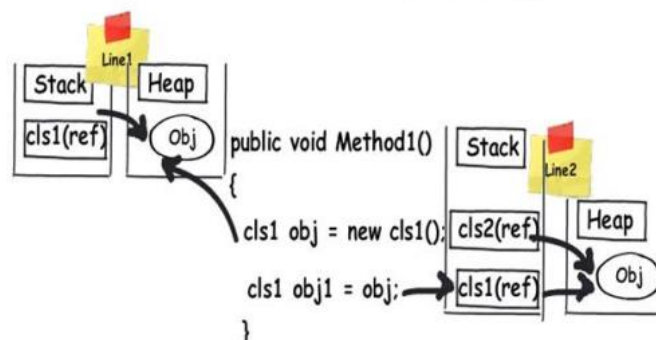 Line1
Stack
Heap
cls1(ref)
Obj
public void Method1()
{
cls1 obj = new cls1();
cls1 obj1 = obj;
}
Stack
Line2
cls2(ref)
Heap
cls1(ref)
Obj